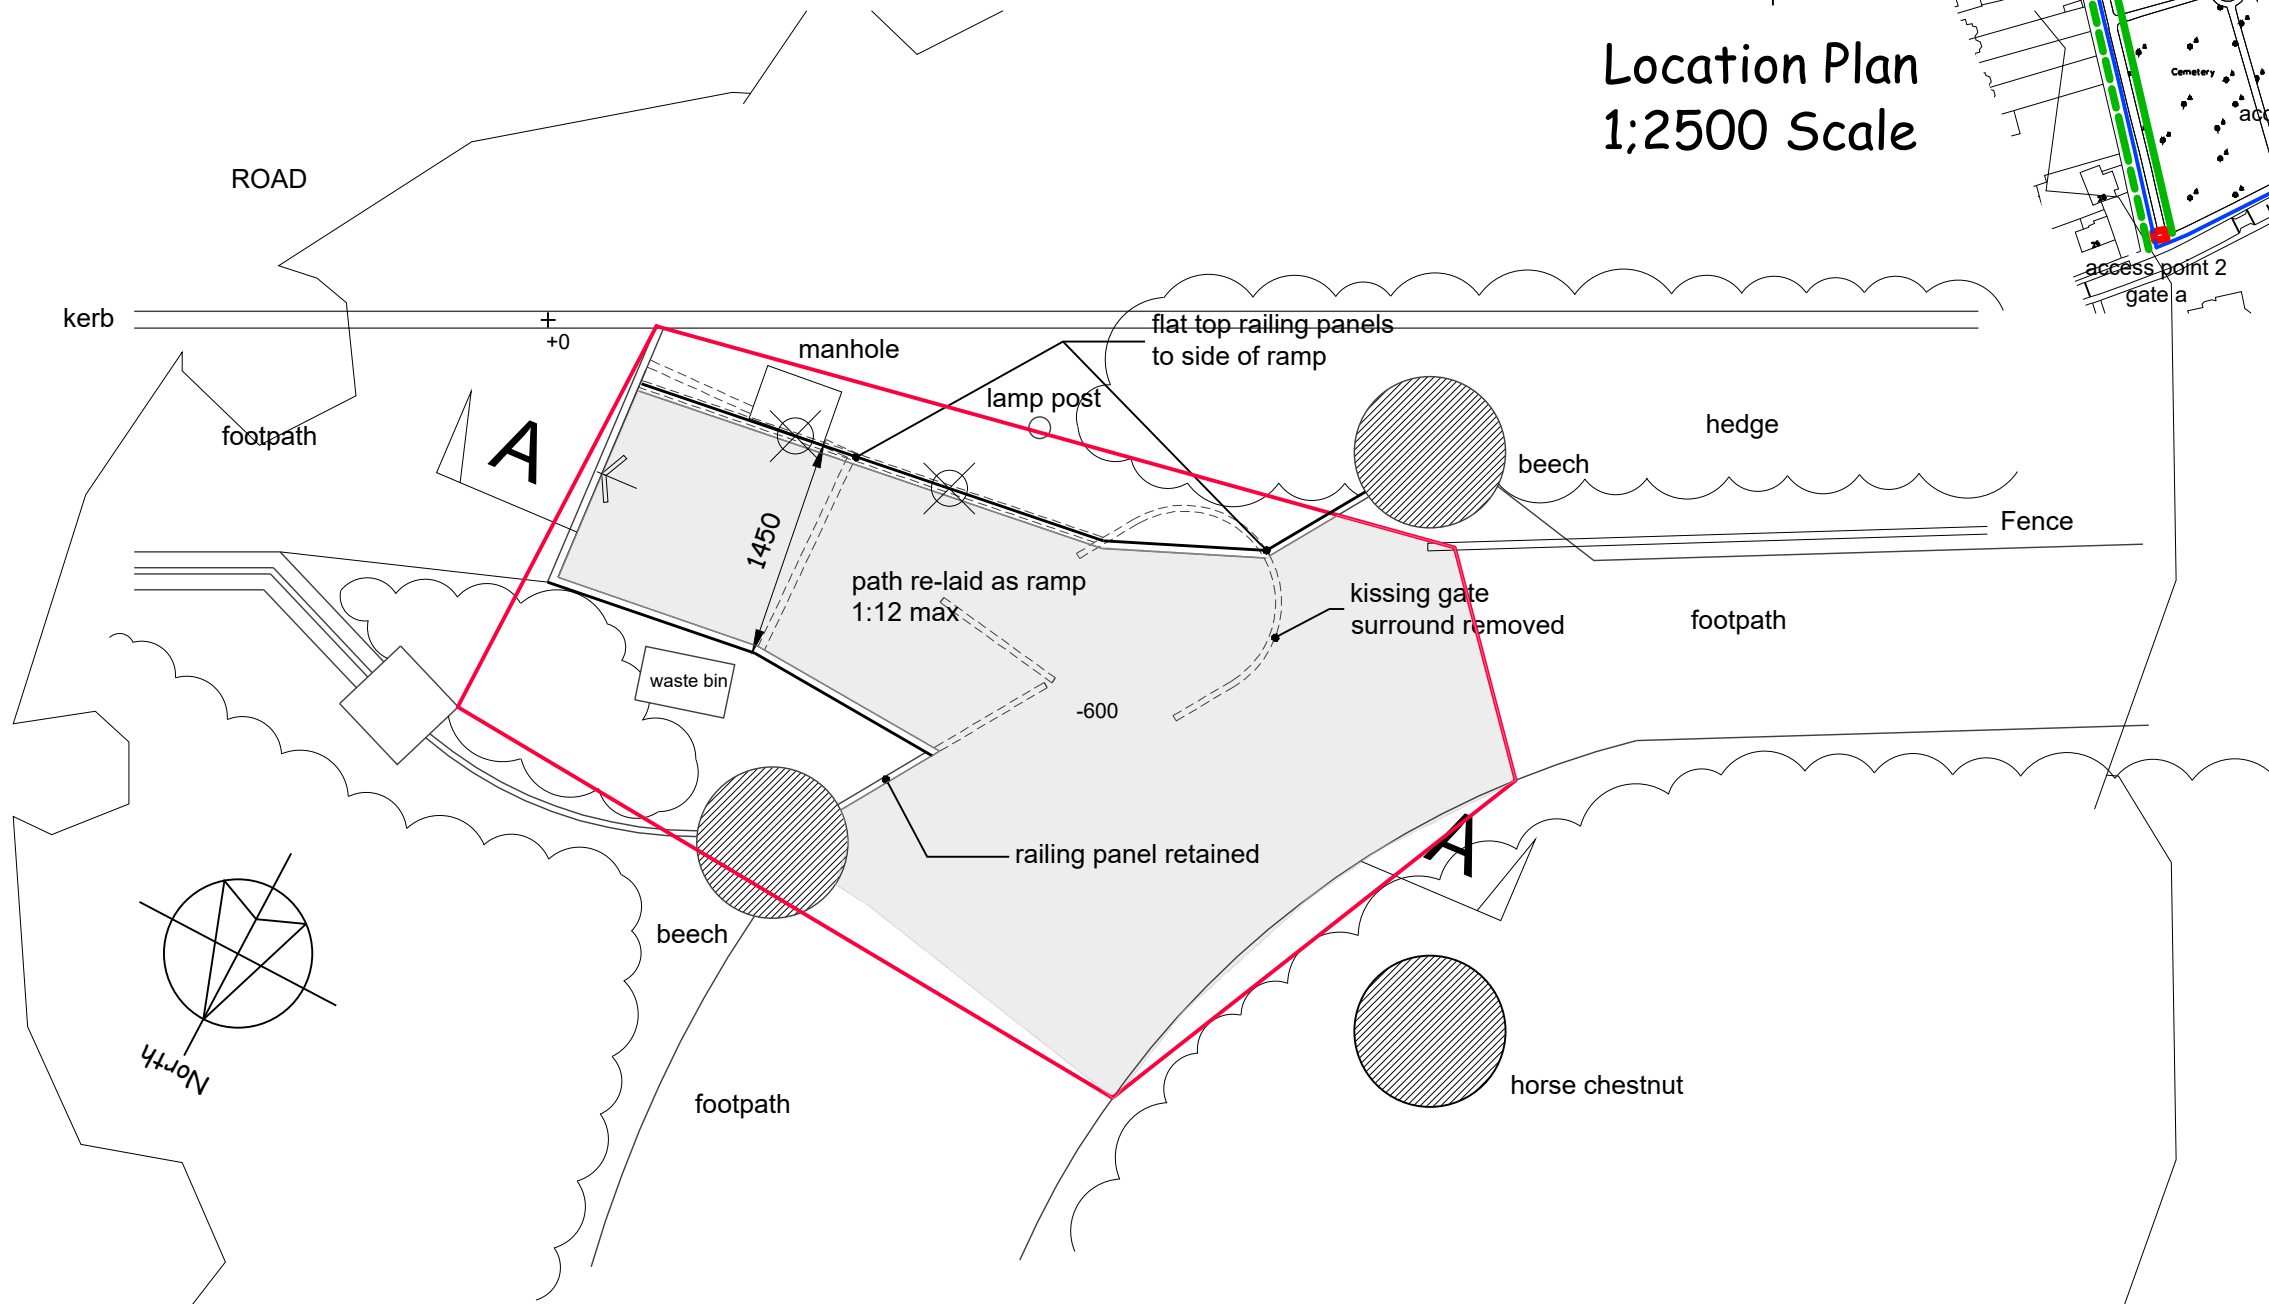 Location Plan
1;2500 Scale
Cemetery
access point 2
gate a
ROAD
kerb
+0
manhole
flat top railing panels
to side of ramp
lamp post
footpath
A
hedge
beech
Fence
1450
path re-laid as ramp
1:12 max
kissing gate
surround removed
footpath
waste bin
-600
railing panel retained
A
beech
North
footpath
horse chestnut